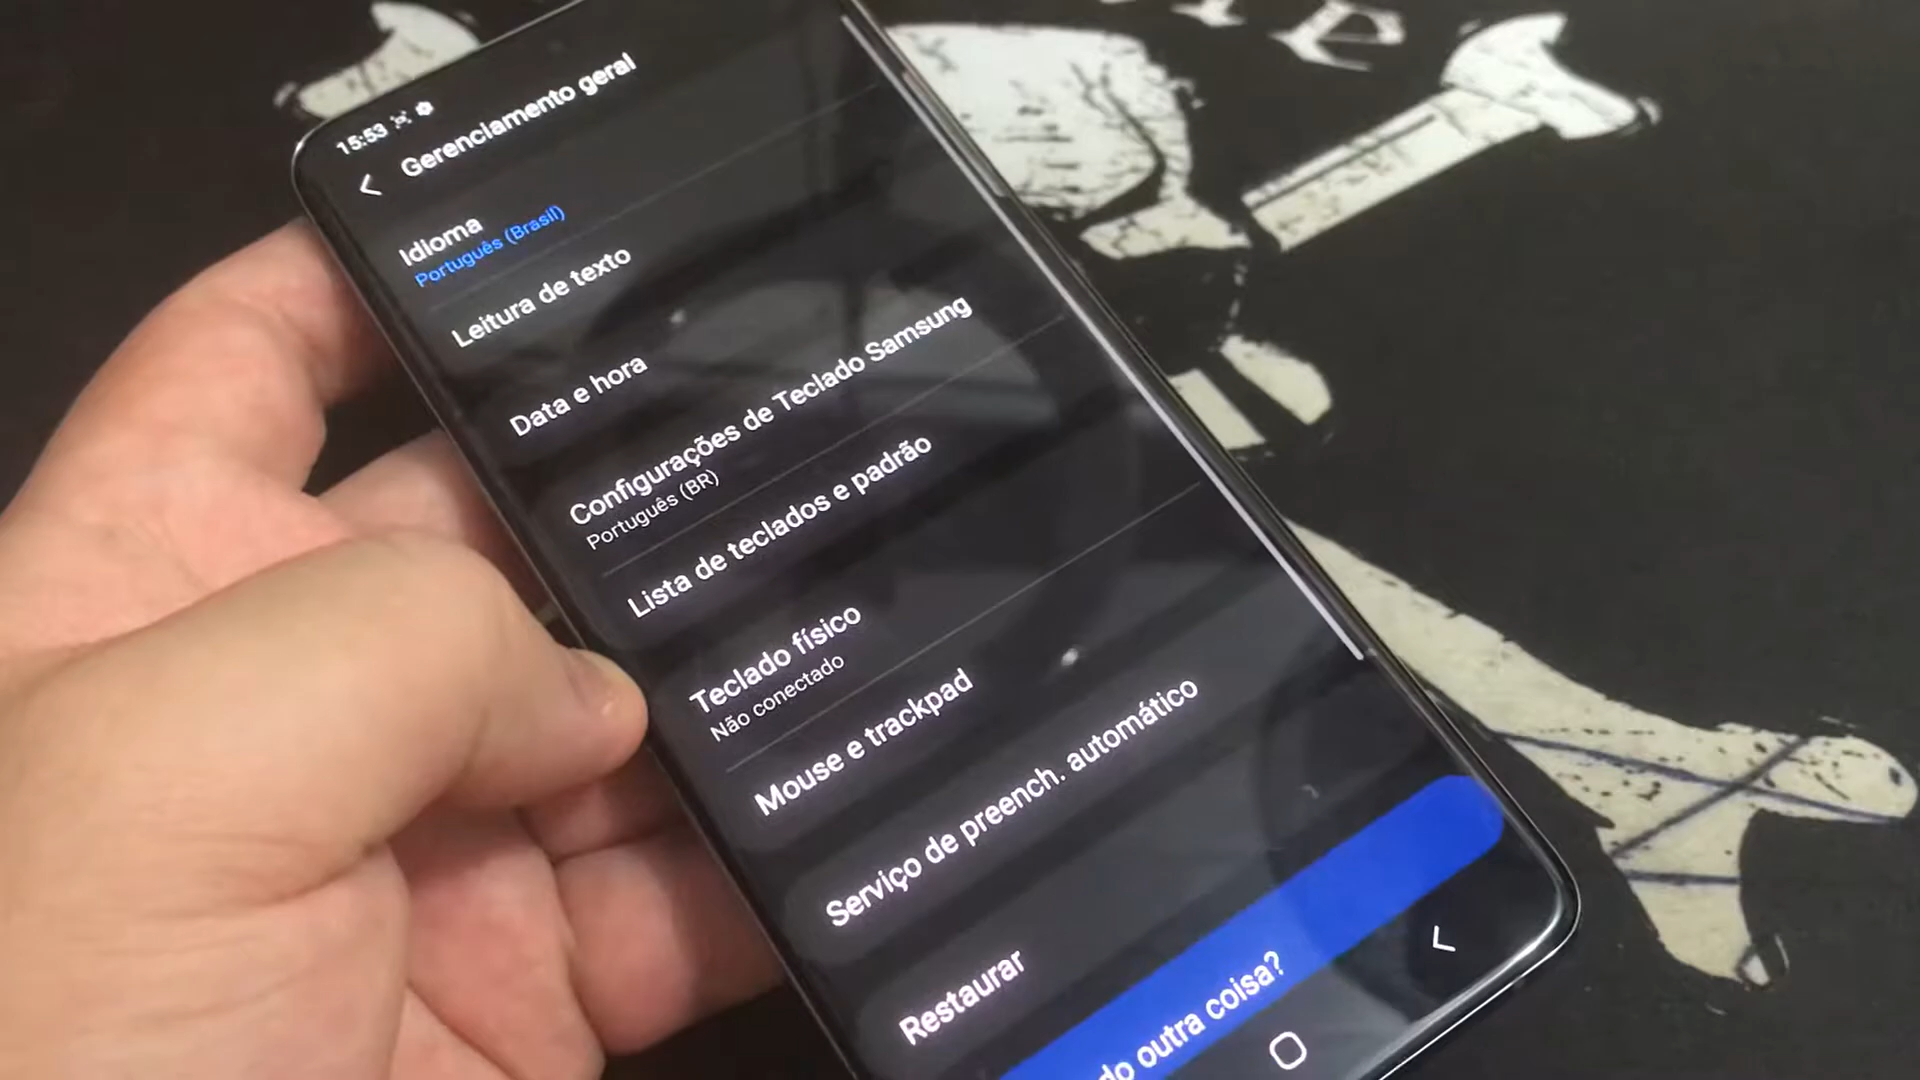 15:53
Gerenciamento geral
Idioma
Português (Brasil)
Leitura de texto
Data e hora
Configurações de Teclado Samsung
Português (BR)
Lista de teclados e padrão
Teclado físico
Não conectado
Mouse e trackpad
Serviço de preench. automático
Restaurar
do outra coisa?